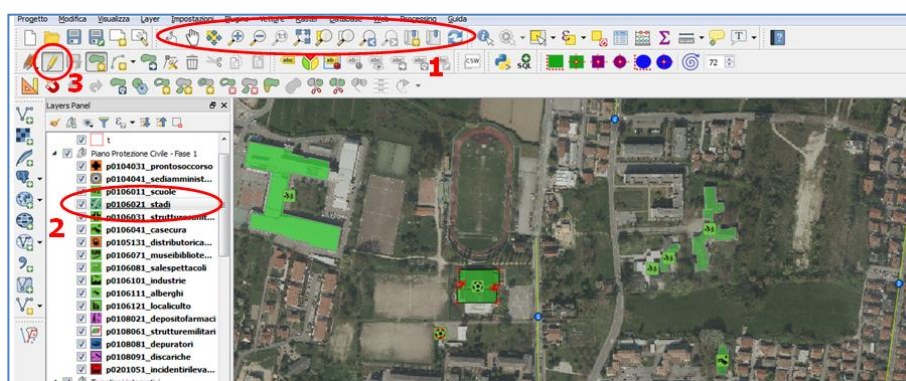 Progetto Modifica Visualizza Layer Impostazioni Plugins Vettore Raster Database Web Processing Guida
1
3
CSW
SQL
72
Layers Panel
t
Piano Protezione Civile - Fase 1
p0104031_prontosoccorso
p0104041_sediamminist...
p0106011_scuole
p0106021_stadi
2
p0106041_casecura
p0105131_distributorica...
p0106071_museibibliote...
p0106081_salespettacoli
p0106101_industrie
p0106111_alberghi
p0106121_localiculto
p0108021_depositofarmaci
p0108061_strutturemilitari
p0108081_depuratori
p0108091_discariche
p0201051_incidentirileva...